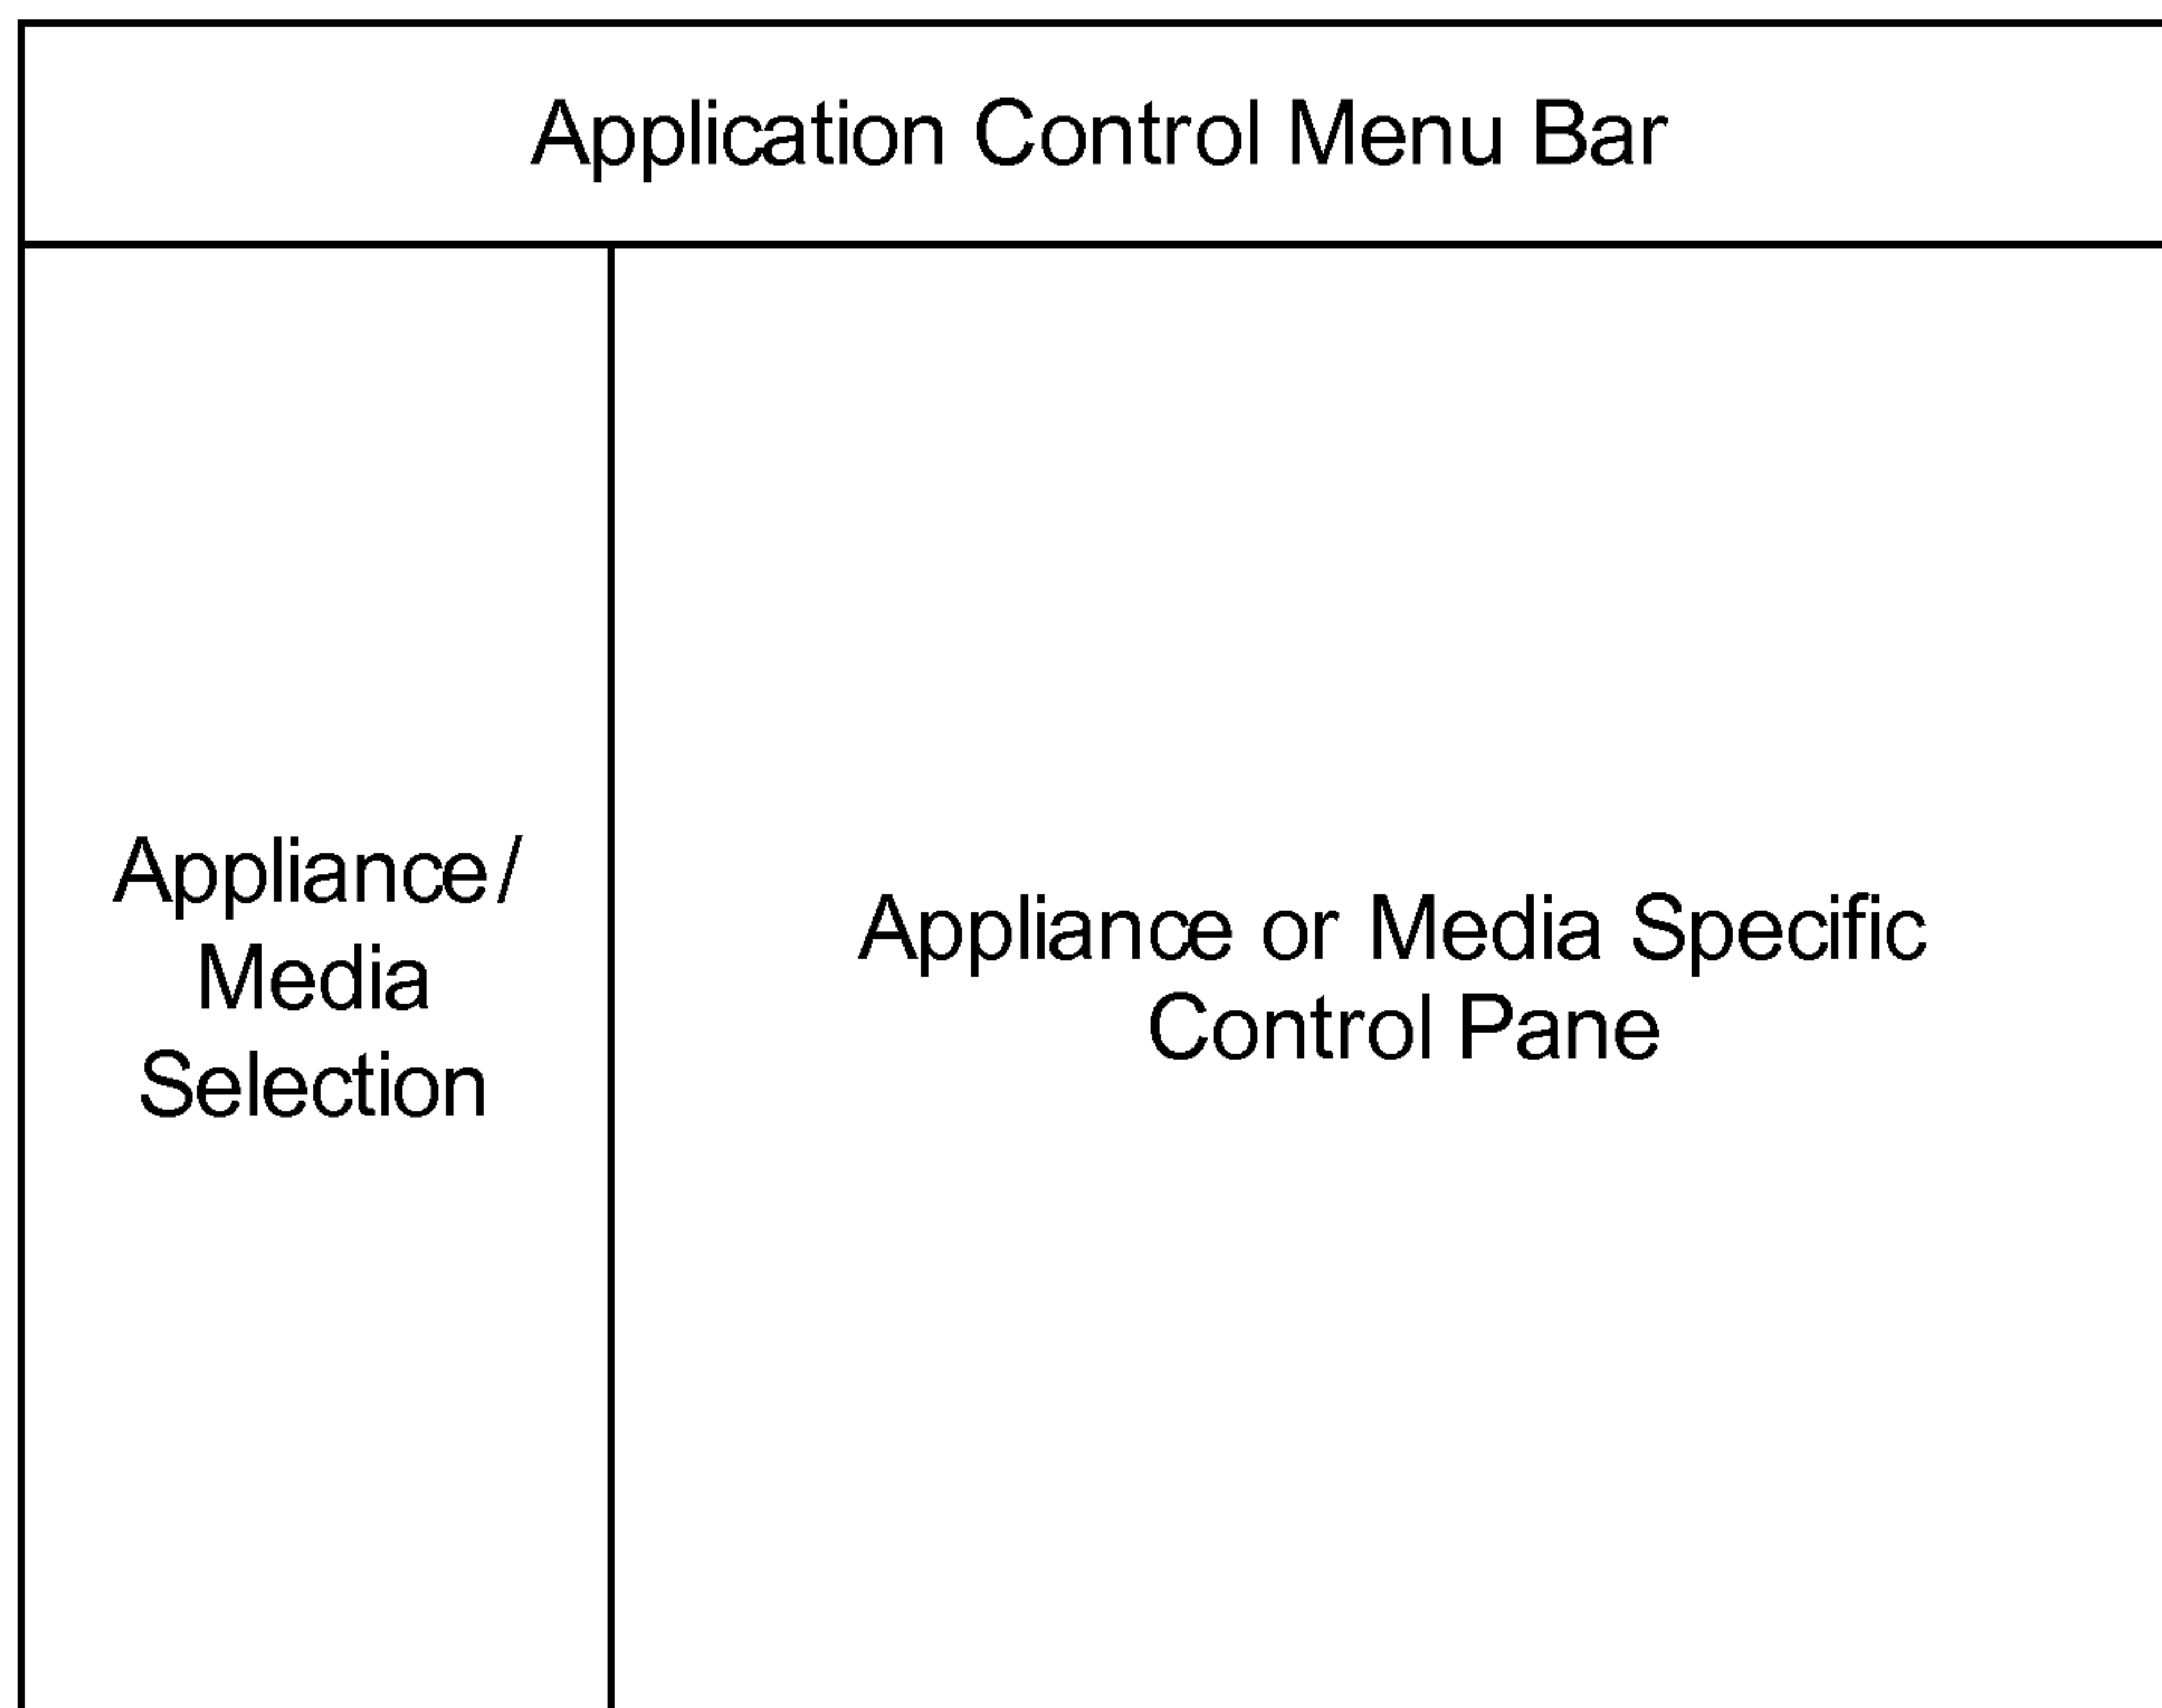 Application Control Menu Bar
Appliance/
Media
Selection
Appliance or Media Specific
Control Pane